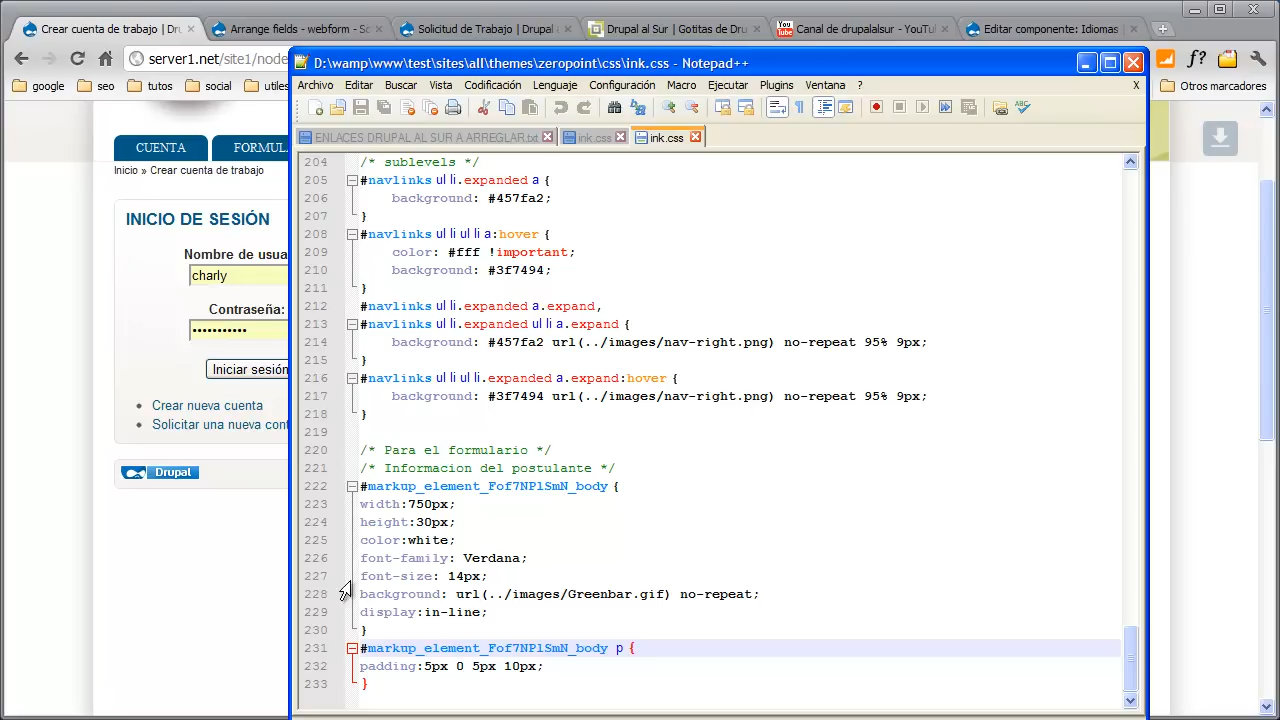 Crear cuenta de trabajo | Dru
Arrange fields - webform - So
Solicitud de Trabajo | Drupal a
Drupal al Sur | Gotitas de Dru
Canal de drupalalsur - YouTu
Editar componente: Idiomas
server1.net/site1/node
google
seo
tutos
social
utiles
Otros marcadores
D:\wamp\www\test\sites\all\themes\zeropoint\css\ink.css - Notepad++
Archivo Editar Buscar Vista Codificación Lenguaje Configuración Macro Ejecutar Plugins Ventana ? X
ENLACES DRUPAL AL SUR A ARREGLAR.txt
ink.css
ink.css
CUENTA
FORMUL
Inicio » Crear cuenta de trabajo
INICIO DE SESIÓN
Nombre de usua
charly
Contraseña:
•••••••••••
Iniciar sesión
Crear nueva cuenta
Solicitar una nueva cont
Drupal
204 /* sublevels */
205 #navlinks ul li.expanded a {
206 background: #457fa2;
207 }
208 #navlinks ul li ul li a:hover {
209 color: #fff !important;
210 background: #3f7494;
211 }
212 #navlinks ul li.expanded a.expand,
213 #navlinks ul li.expanded ul li a.expand {
214 background: #457fa2 url(../images/nav-right.png) no-repeat 95% 9px;
215 }
216 #navlinks ul li ul li.expanded a.expand:hover {
217 background: #3f7494 url(../images/nav-right.png) no-repeat 95% 9px;
218 }
219
220 /* Para el formulario */
221 /* Informacion del postulante */
222 #markup_element_Fof7NPlSmN_body {
223 width:750px;
224 height:30px;
225 color:white;
226 font-family: Verdana;
227 font-size: 14px;
228 background: url(../images/Greenbar.gif) no-repeat;
229 display:in-line;
230 }
231 #markup_element_Fof7NPlSmN_body p {
232 padding:5px 0 5px 10px;
233 }